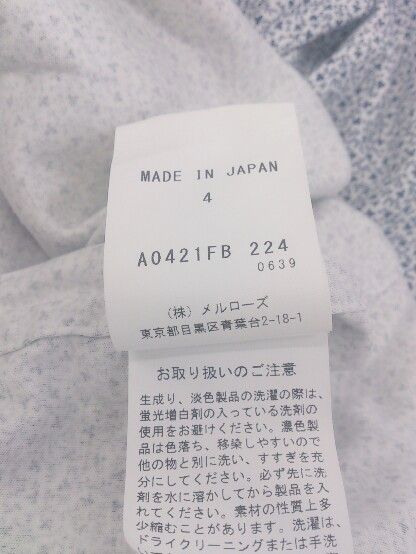 MADE IN JAPAN
4
A0421FB 224
0639
(株) メルローズ
東京都目黒区青葉台2-18-1
お取り扱いのご注意
生成り、淡色製品の洗濯の際は、
蛍光増白剤の入っている洗剤の
使用をお避けください。濃色製
品は色落ち、移染しやすいので
他の物と別に洗い、すすぎを充
分にしてください。必ず先に洗
剤を水に溶かしてから製品を入
れてください。素材の性質上多
少縮むことがあります。洗濯は、
ドライクリーニングまたは手洗